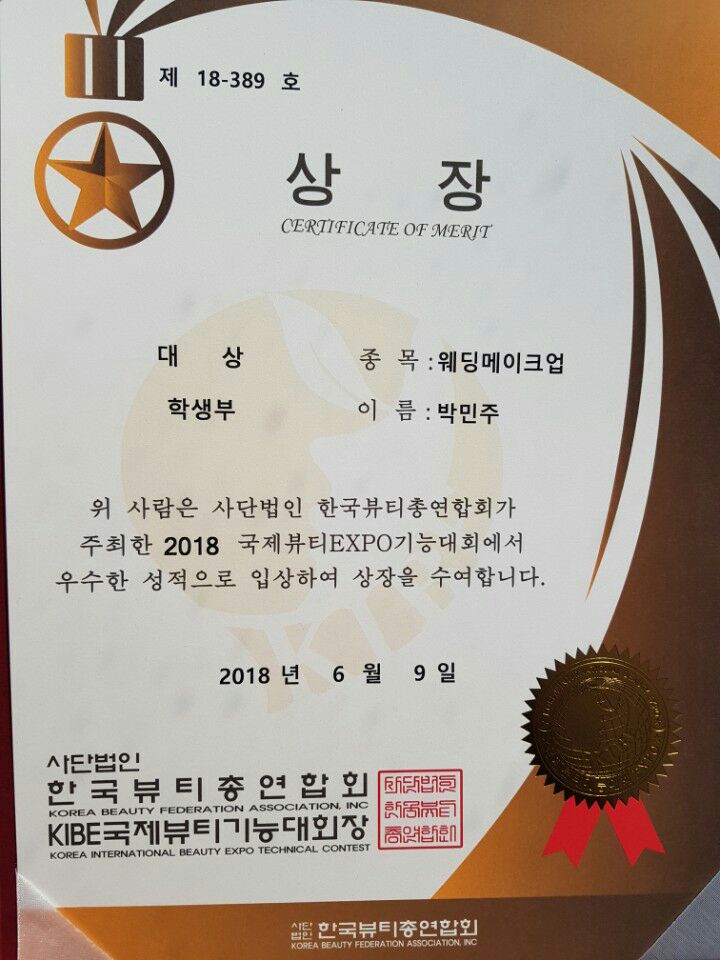 제 18-389 호
상 장
CERTIFICATE OF MERIT
대 상 종 목 : 웨딩메이크업
학생부 이 름 : 박민주
위 사람은 사단법인 한국뷰티총연합회가
주최한 2018 국제뷰티EXPO기능대회에서
우수한 성적으로 입상하여 상장을 수여합니다.
2018 년 6 월 9 일
사단법인
한국뷰티총연합회
KOREA BEAUTY FEDERATION ASSOCIATION, INC
KIBE국제뷰티기능대회장
KOREA INTERNATIONAL BEAUTY EXPO TECHNICAL CONTEST
사단법인 한국뷰티총연합회
KOREA BEAUTY FEDERATION ASSOCIATION, INC